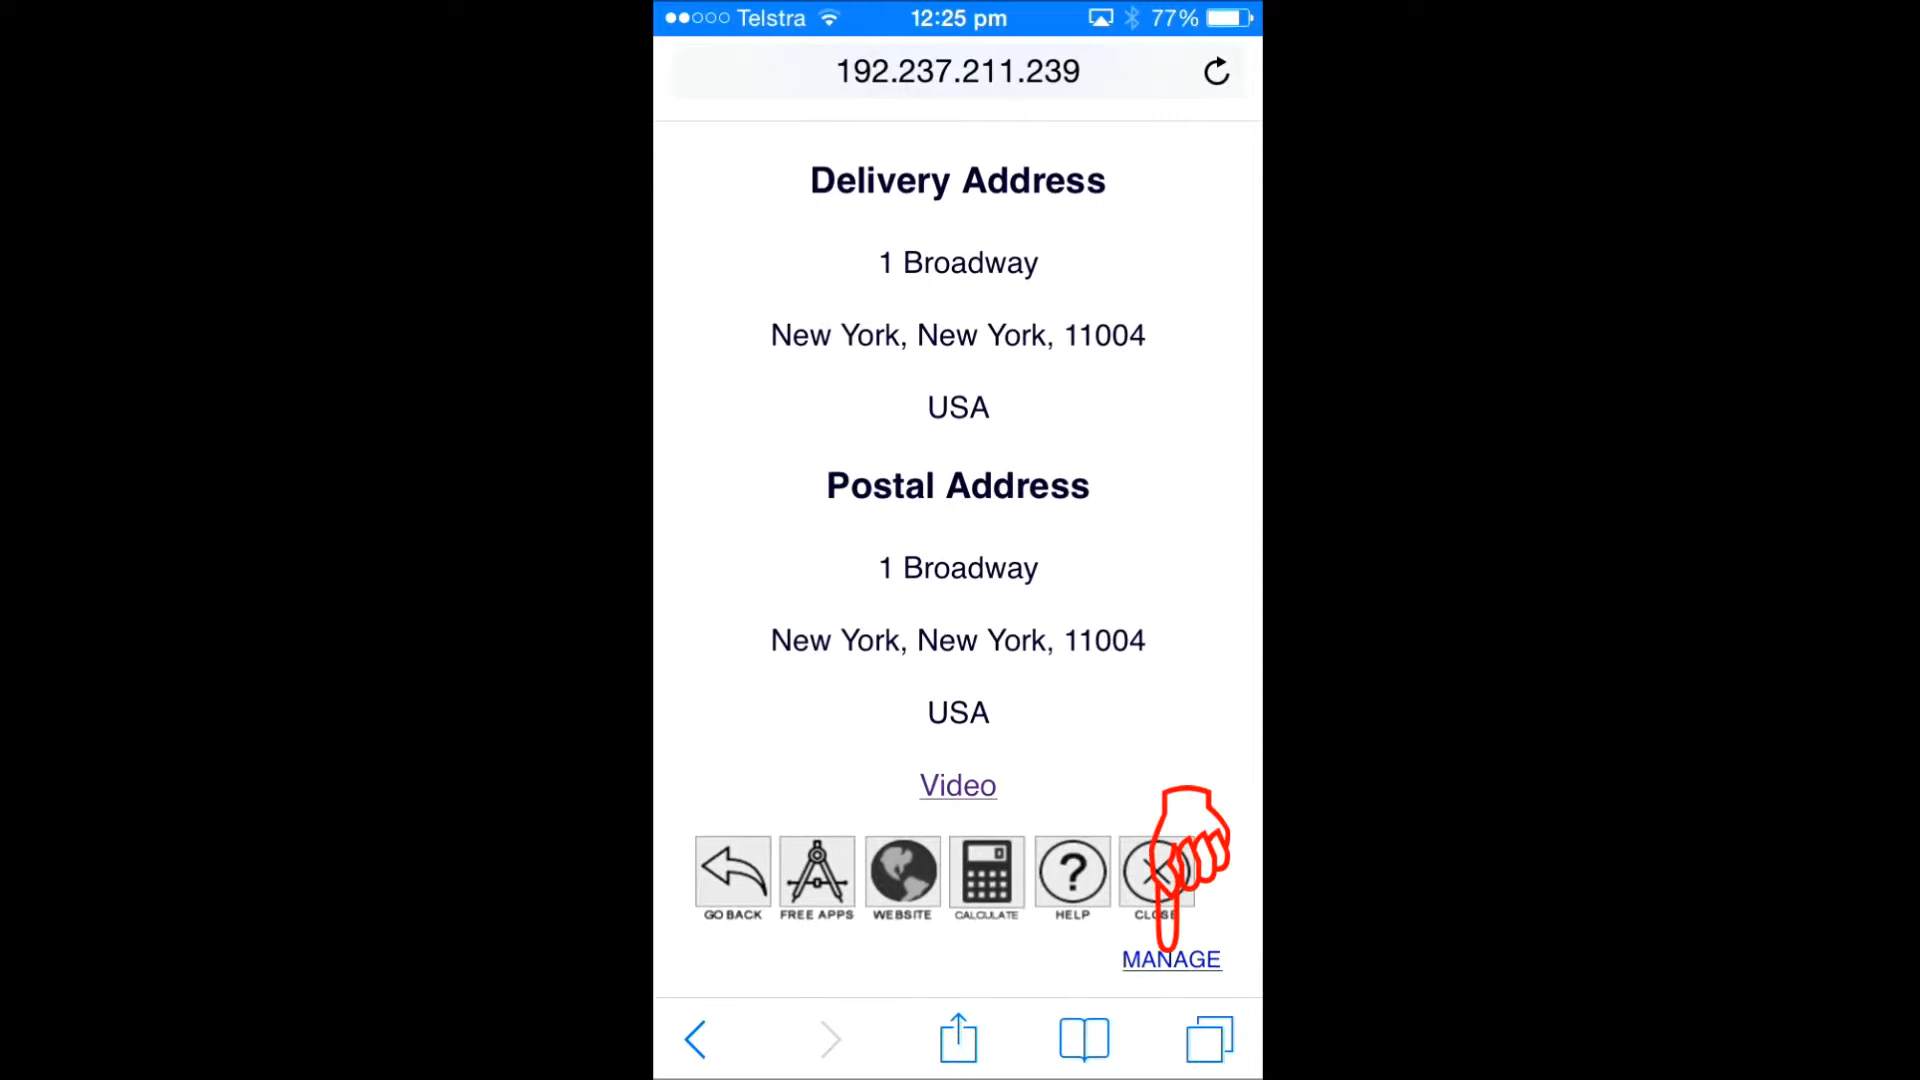 Telstra 12:25 pm 77%
192.237.211.239
Delivery Address
1 Broadway
New York, New York, 11004
USA
Postal Address
1 Broadway
New York, New York, 11004
USA
Video
GO BACK FREE APPS WEBSITE CALCULATE HELP CLOSE
MANAGE